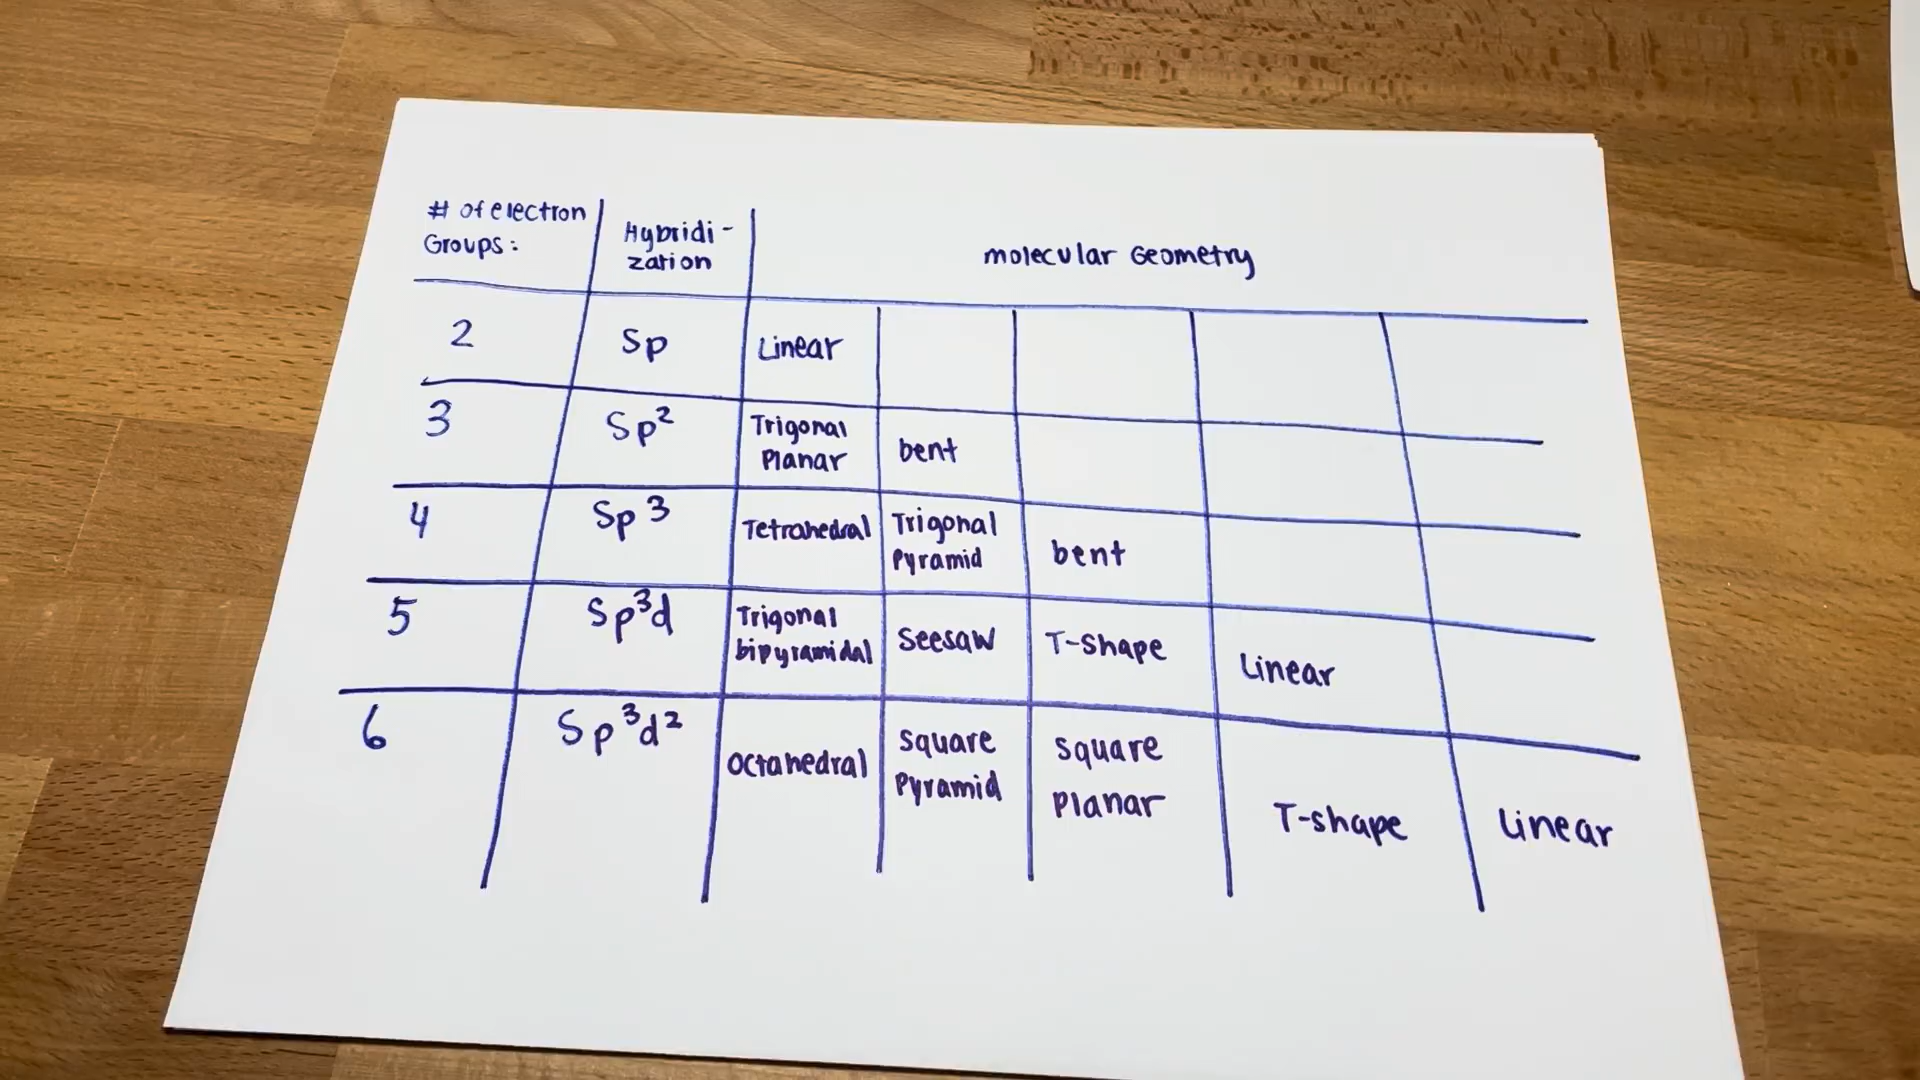 # of electron
Groups:
Hybridi-
zation
molecular Geometry
2
Sp
Linear
3
Sp²
Trigonal
Planar
bent
4
Sp³
Tetrahedral
Trigonal
Pyramid
bent
5
Sp³d
Trigonal
bipyramidal
Seesaw
T-Shape
Linear
6
Sp³d²
Octahedral
Square
Pyramid
Square
Planar
T-shape
Linear